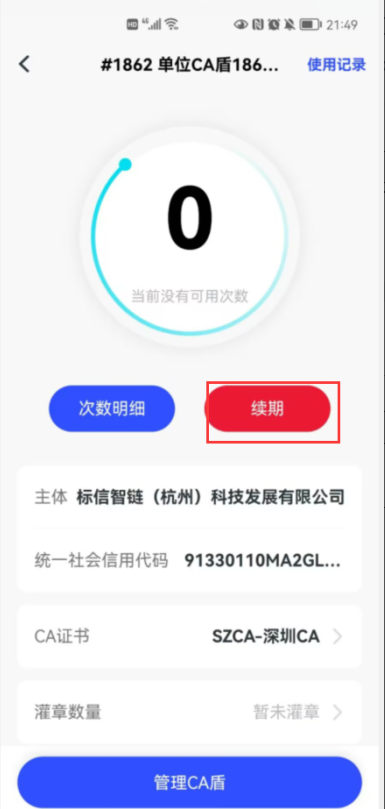 HD 4G 21:49
#1862 单位CA盾186... 使用记录
0
当前没有可用次数
次数明细 续期
主体 标信智链（杭州）科技发展有限公司
统一社会信用代码 91330110MA2GL...
CA证书 SZCA-深圳CA
灌章数量 暂未灌章
管理CA盾